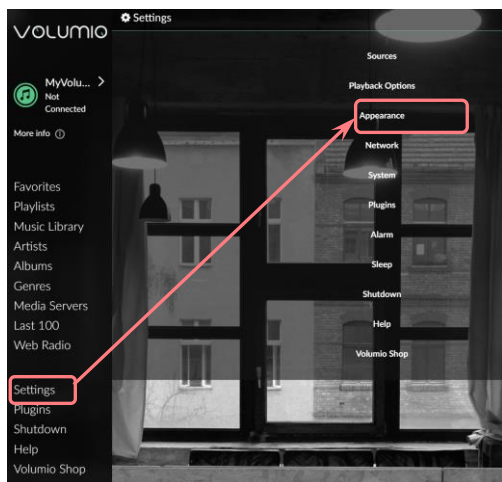 VOLUMIO
MyVolu...
Not
Connected
More info
Favorites
Playlists
Music Library
Artists
Albums
Genres
Media Servers
Last 100
Web Radio
Settings
Plugins
Shutdown
Help
Volumio Shop
Settings
Sources
Playback Options
Appearance
Network
System
Plugins
Alarm
Sleep
Shutdown
Help
Volumio Shop